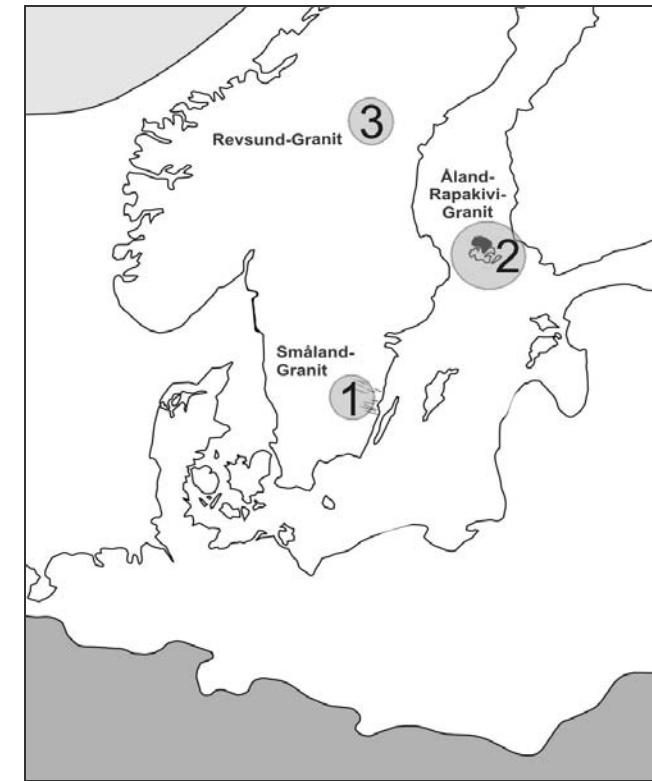 3
Revsund-Granit
Åland-
Rapakivi-
Granit
2
Småland-
Granit
1